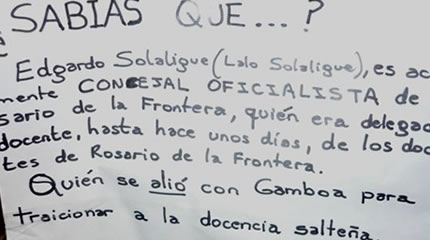 SABIAS QUE...?
Edgardo Solaligue (Lalo Solaligue), es ac
mente CONCEJAL OFICIALISTA de
sario de la Frontera, quién era delegad
docente, hasta hace unos días, de los doc
tes de Rosario de la Frontera.
Quién se alió con Gamboa para
traicionar a la docencia salteña